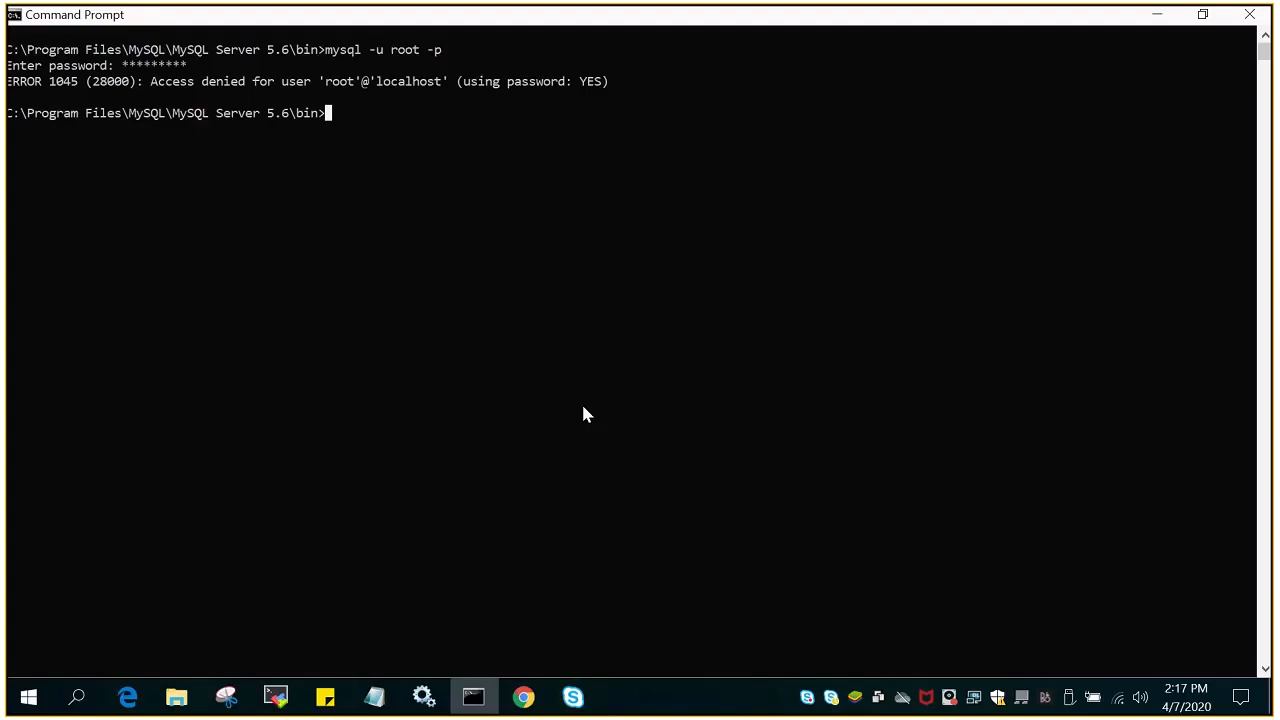 Command Prompt
C:\Program Files\MySQL\MySQL Server 5.6\bin>mysql -u root -p
Enter password: *********
ERROR 1045 (28000): Access denied for user 'root'@'localhost' (using password: YES)
C:\Program Files\MySQL\MySQL Server 5.6\bin>
2:17 PM
4/7/2020